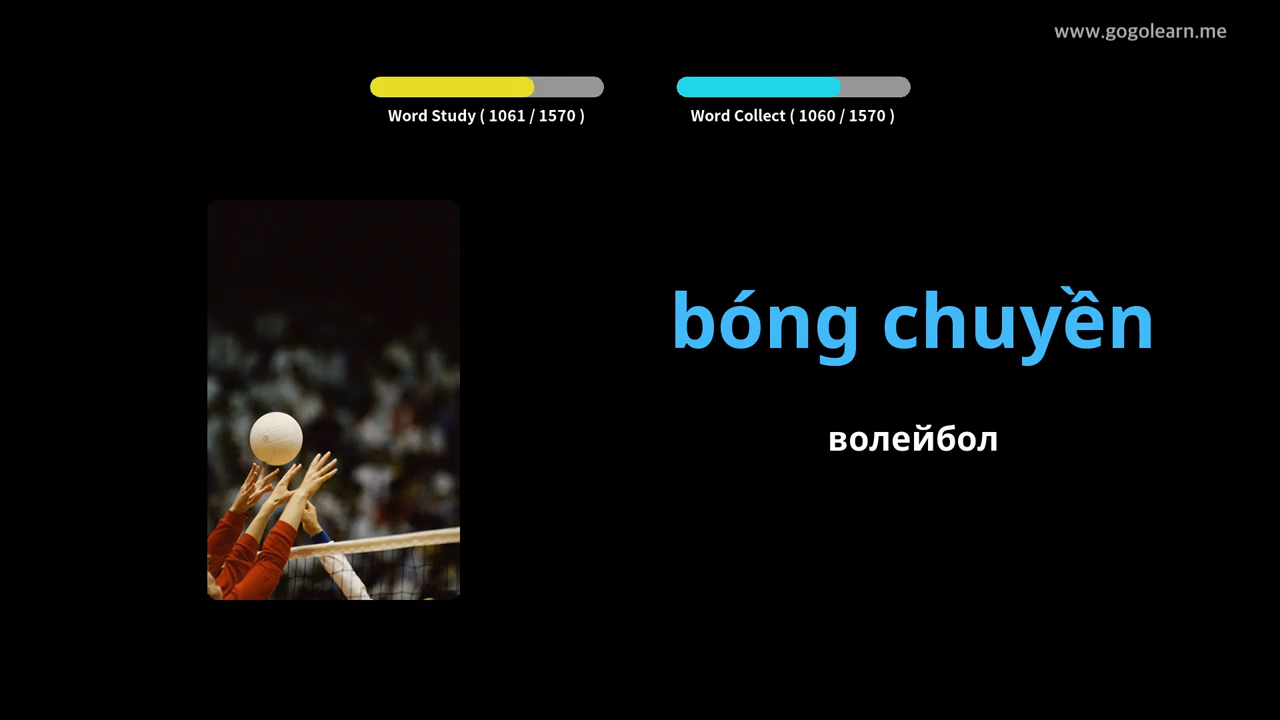 www.gogolearn.me
Word Study ( 1061 / 1570 )
Word Collect ( 1060 / 1570 )
bóng chuyền
волейбол